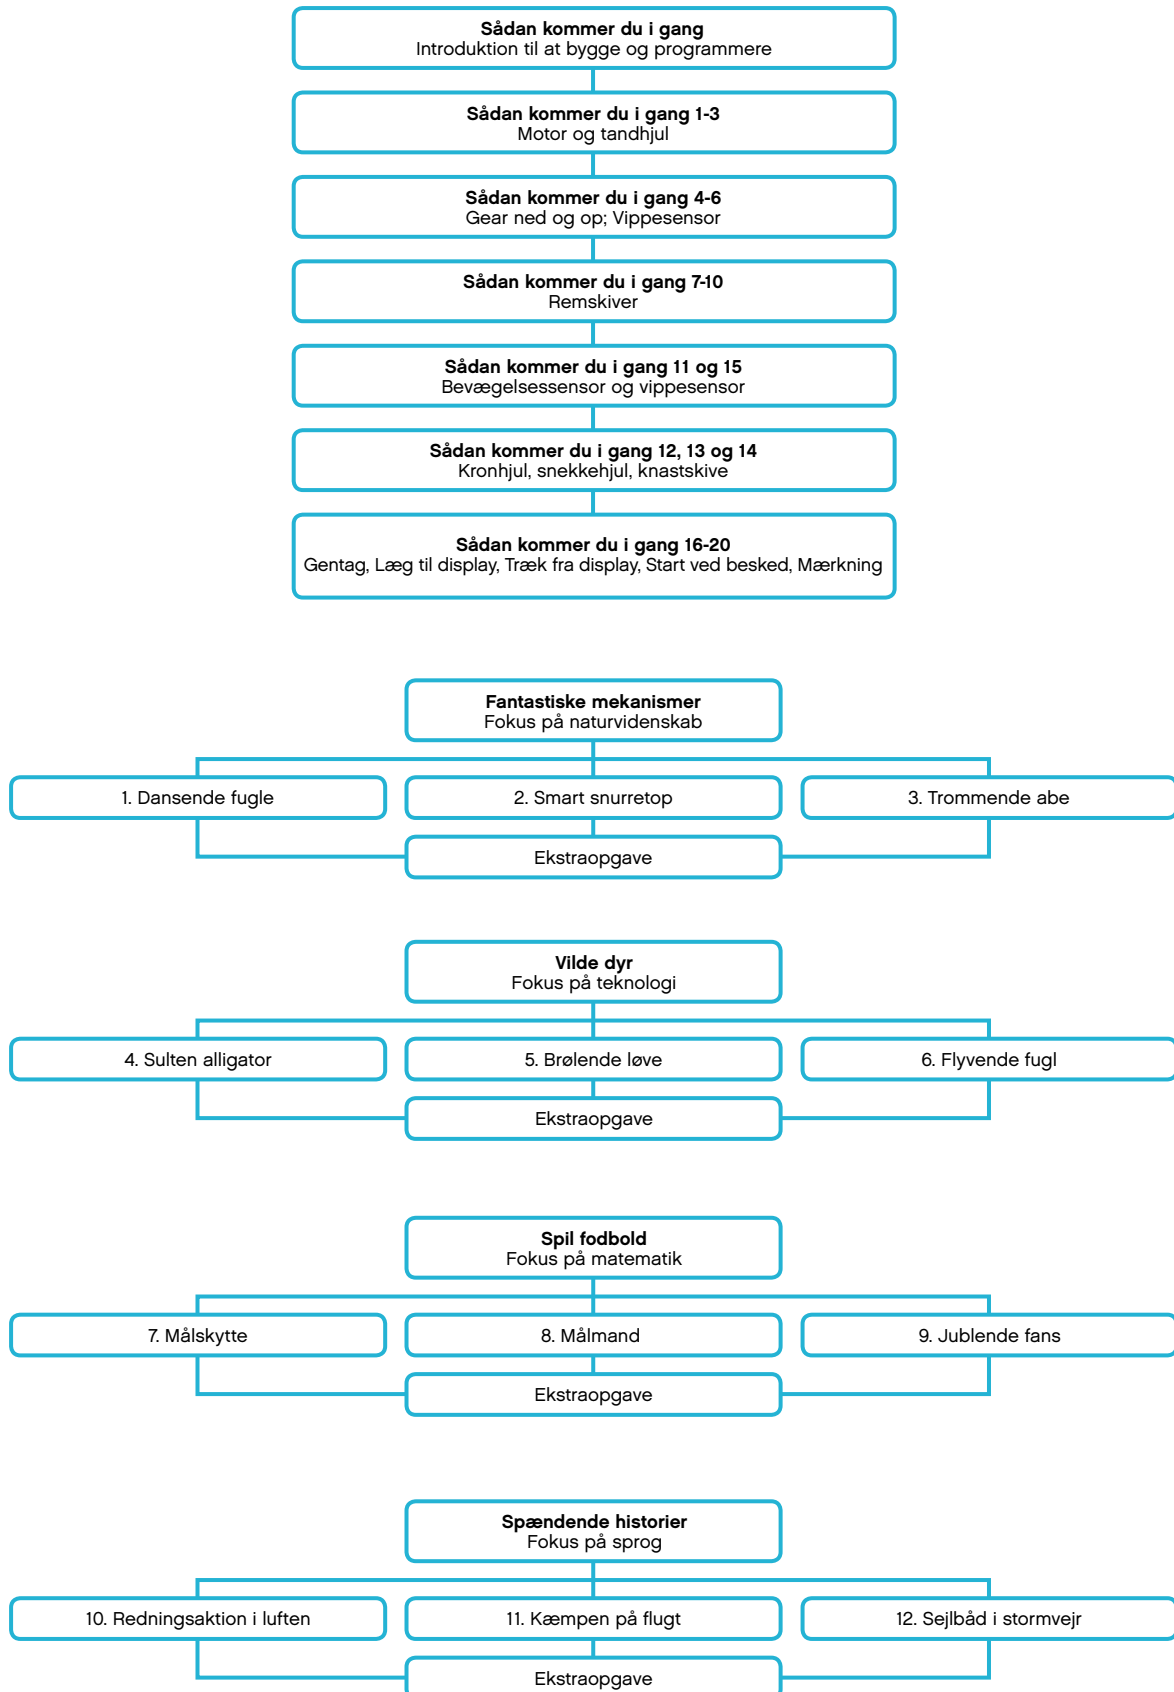 Sådan kommer du i gang
Introduktion til at bygge og programmere
Sådan kommer du i gang 1-3
Motor og tandhjul
Sådan kommer du i gang 4-6
Gear ned og op; Vippesensor
Sådan kommer du i gang 7-10
Remskiver
Sådan kommer du i gang 11 og 15
Bevægelsessensor og vippesensor
Sådan kommer du i gang 12, 13 og 14
Kronhjul, snekkehjul, knastskive
Sådan kommer du i gang 16-20
Gentag, Læg til display, Træk fra display, Start ved besked, Mærkning
Fantastiske mekanismer
Fokus på naturvidenskab
1. Dansende fugle
2. Smart snurretop
3. Trommende abe
Ekstraopgave
Vilde dyr
Fokus på teknologi
4. Sulten alligator
5. Brølende løve
6. Flyvende fugl
Ekstraopgave
Spil fodbold
Fokus på matematik
7. Målskytte
8. Målmand
9. Jublende fans
Ekstraopgave
Spændende historier
Fokus på sprog
10. Redningsaktion i luften
11. Kæmpen på flugt
12. Sejlbåd i stormvejr
Ekstraopgave